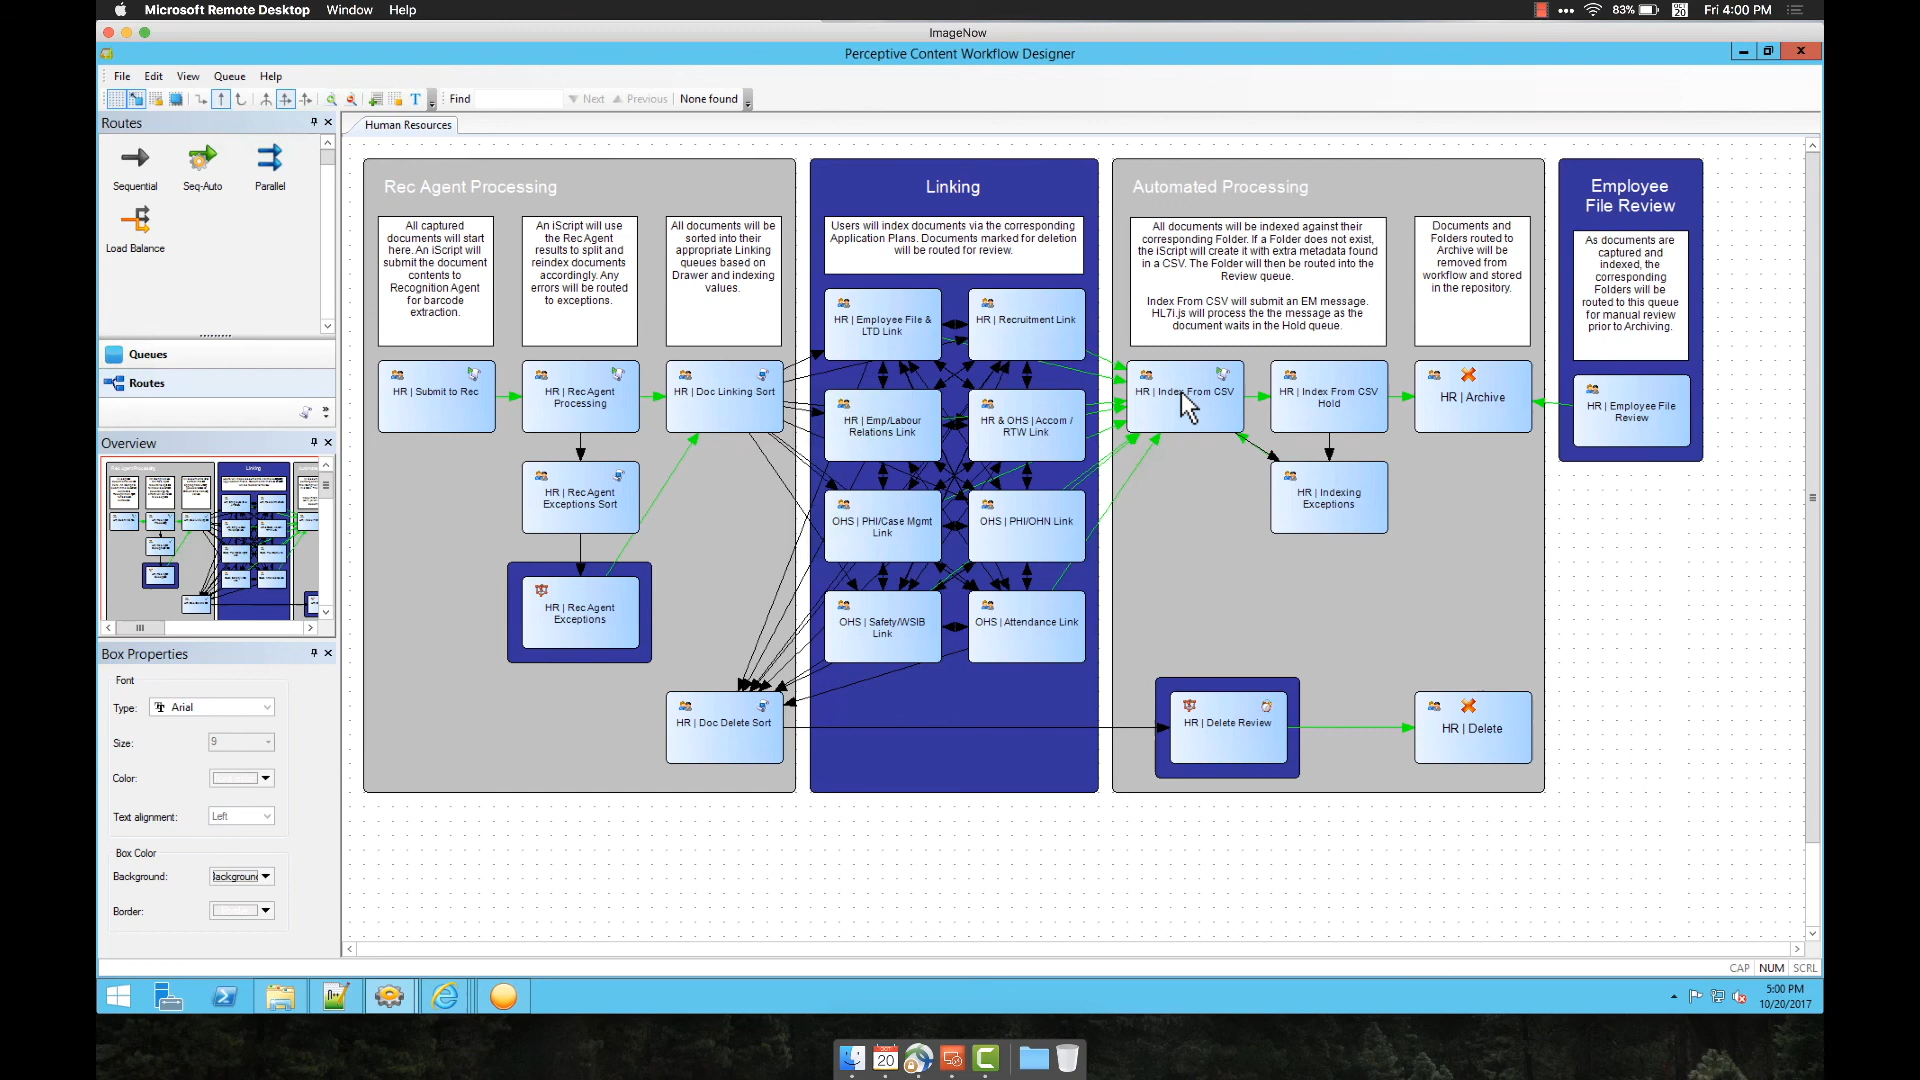 Microsoft Remote Desktop Window Help
83% OCT 20 Fri 4:00 PM
ImageNow
Perceptive Content Workflow Designer
File Edit View Queue Help
T Find Next Previous None found
Routes
Human Resources
Sequential Seq-Auto Parallel
Load Balance
Queues
Routes
Overview
Box Properties
Font
Type: Arial
Size: 9
Color:
Text alignment: Left
Box Color
Background: Background
Border:
Rec Agent Processing
All captured
documents will start
here. An iScript will
submit the document
contents to
Recognition Agent
for barcode
extraction.
An iScript will use
the Rec Agent
results to split and
reindex documents
accordingly. Any
errors will be routed
to exceptions.
All documents will be
sorted into their
appropriate Linking
queues based on
Drawer and indexing
values.
HR | Submit to Rec
HR | Rec Agent
Processing
HR | Doc Linking Sort
HR | Rec Agent
Exceptions Sort
HR | Rec Agent
Exceptions
HR | Doc Delete Sort
Linking
Users will index documents via the corresponding
Application Plans. Documents marked for deletion
will be routed for review.
HR | Employee File &
LTD Link
HR | Recruitment Link
HR | Emp/Labour
Relations Link
HR & OHS | Accom /
RTW Link
OHS | PHI/Case Mgmt
Link
OHS | PHI/OHN Link
OHS | Safety/WSIB
Link
OHS | Attendance Link
Automated Processing
All documents will be indexed against their
corresponding Folder. If a Folder does not exist,
the iScript will create it with extra metadata found
in a CSV. The Folder will then be routed into the
Review queue.
Index From CSV will submit an EM message.
HL7i.js will process the the message as the
document waits in the Hold queue.
Documents and
Folders routed to
Archive will be
removed from
workflow and stored
in the repository.
HR | Index From CSV
HR | Index From CSV
Hold
HR | Archive
HR | Indexing
Exceptions
HR | Delete Review
HR | Delete
Employee
File Review
As documents are
captured and
indexed, the
corresponding
Folders will be
routed to this queue
for manual review
prior to Archiving.
HR | Employee File
Review
CAP NUM SCRL
5:00 PM
10/20/2017
20